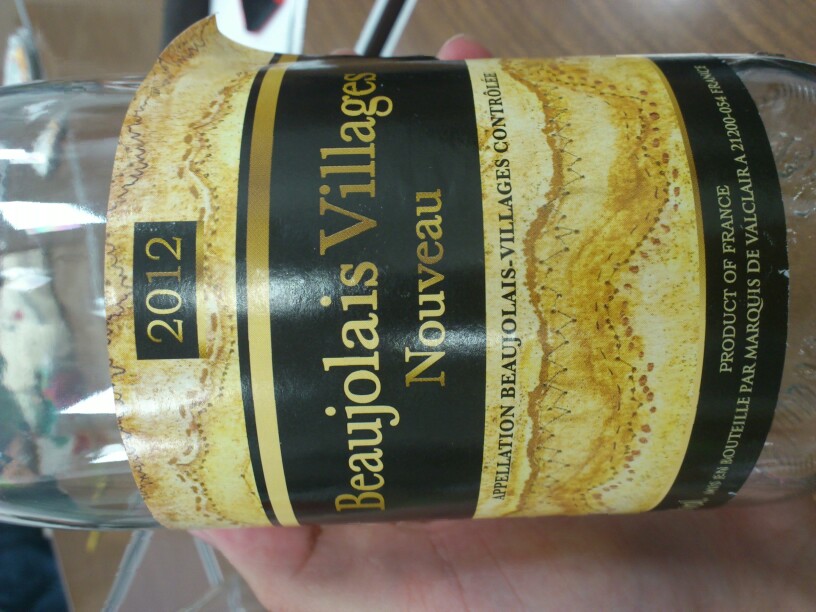 2012
Beaujolais Villages
Nouveau
APPELLATION BEAUJOLAIS-VILLAGES CONTRÔLÉE
PRODUCT OF FRANCE
MIS EN BOUTEILLE PAR MARQUIS DE VALCLAIR A 21200-054 FRANCE